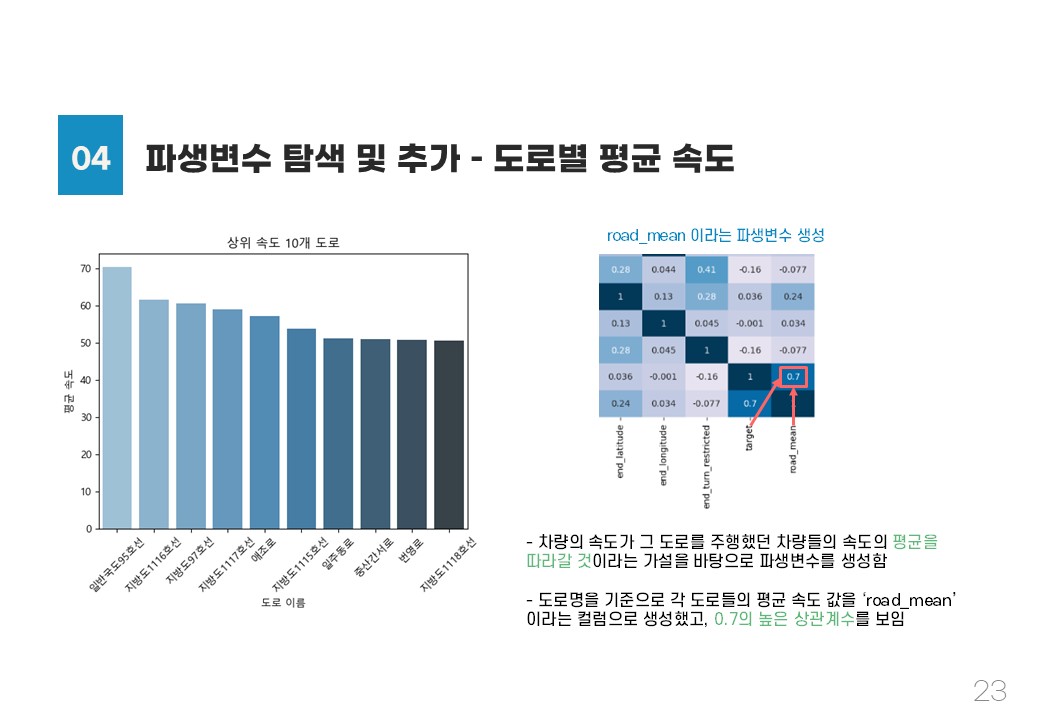 04
파생변수 탐색 및 추가 - 도로별 평균 속도
상위 속도 10개 도로
평균 속도
70
60
50
40
30
20
10
0
일반국도95호선
지방도1116호선
지방도97호선
지방도1117호선
애조로
지방도1115호선
일주동로
중산간서로
번영로
지방도1118호선
도로 이름
road_mean 이라는 파생변수 생성
0.28 0.044 0.41 -0.16 -0.077
1 0.13 0.28 0.036 0.24
0.13 1 0.045 -0.001 0.034
0.28 0.045 1 -0.16 -0.077
0.036 -0.001 -0.16 1 0.7
0.24 0.034 -0.077 0.7
end_latitude -
end_longitude -
end_turn_restricted -
target
road_mean
- 차량의 속도가 그 도로를 주행했던 차량들의 속도의 평균을
따라갈 것이라는 가설을 바탕으로 파생변수를 생성함
- 도로명을 기준으로 각 도로들의 평균 속도 값을 ‘road_mean’
이라는 컬럼으로 생성했고, 0.7의 높은 상관계수를 보임
23